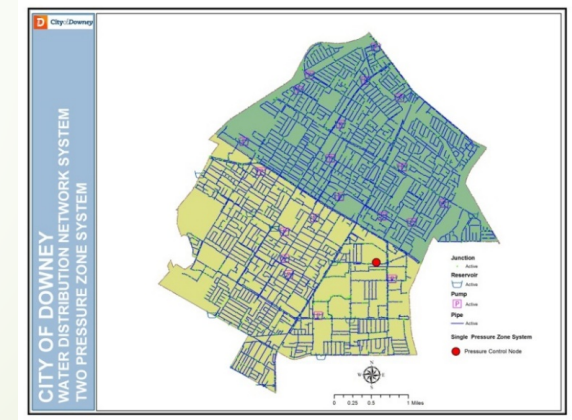 City of Downey
CITY OF DOWNEY
WATER DISTRIBUTION NETWORK SYSTEM
TWO PRESSURE ZONE SYSTEM
Junction
Active
Reservoir
Active
Pump
P Active
Pipe
Active
Single Pressure Zone System
Pressure Control Node
N
W E
0 0.25 0.5 1 Miles